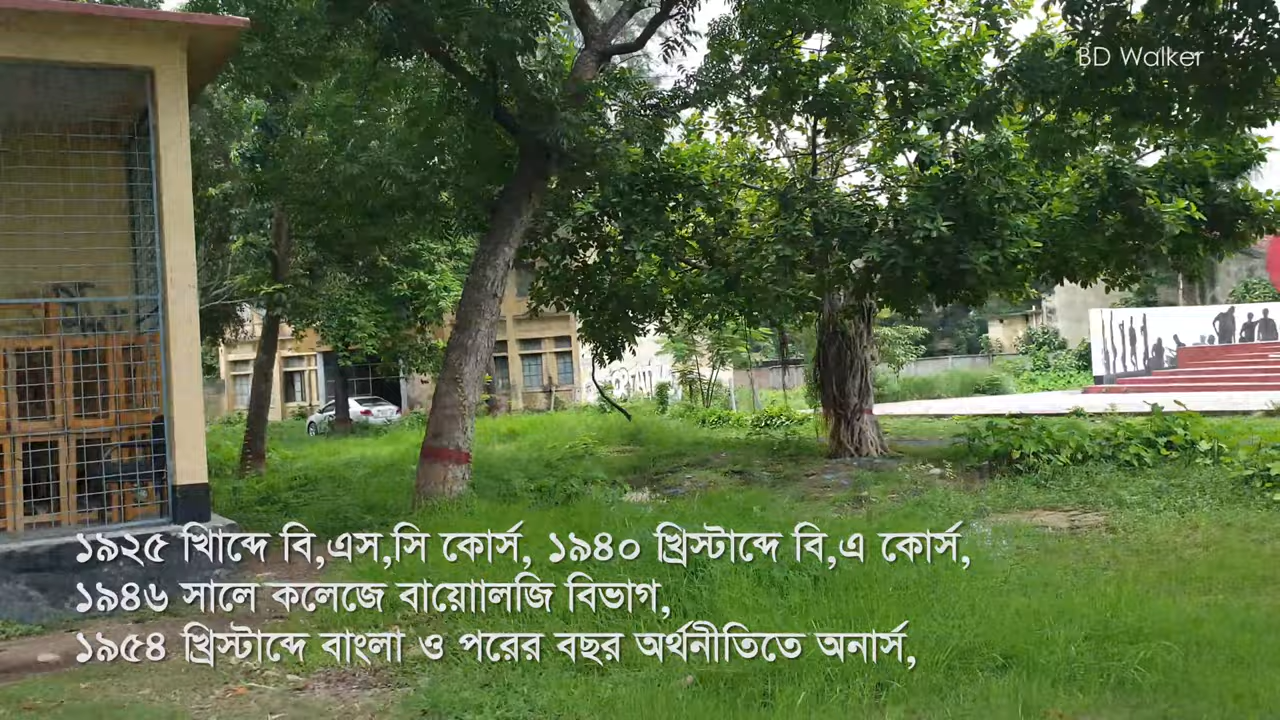 BD Walker
১৯২৫ খ্রিাব্দে বি,এস,সি কোর্স, ১৯৪০ খ্রিস্টাব্দে বি,এ কোর্স,
১৯৪৬ সালে কলেজে বায়োালজি বিভাগ,
১৯৫৪ খ্রিস্টাব্দে বাংলা ও পরের বছর অর্থনীতিতে অনার্স,